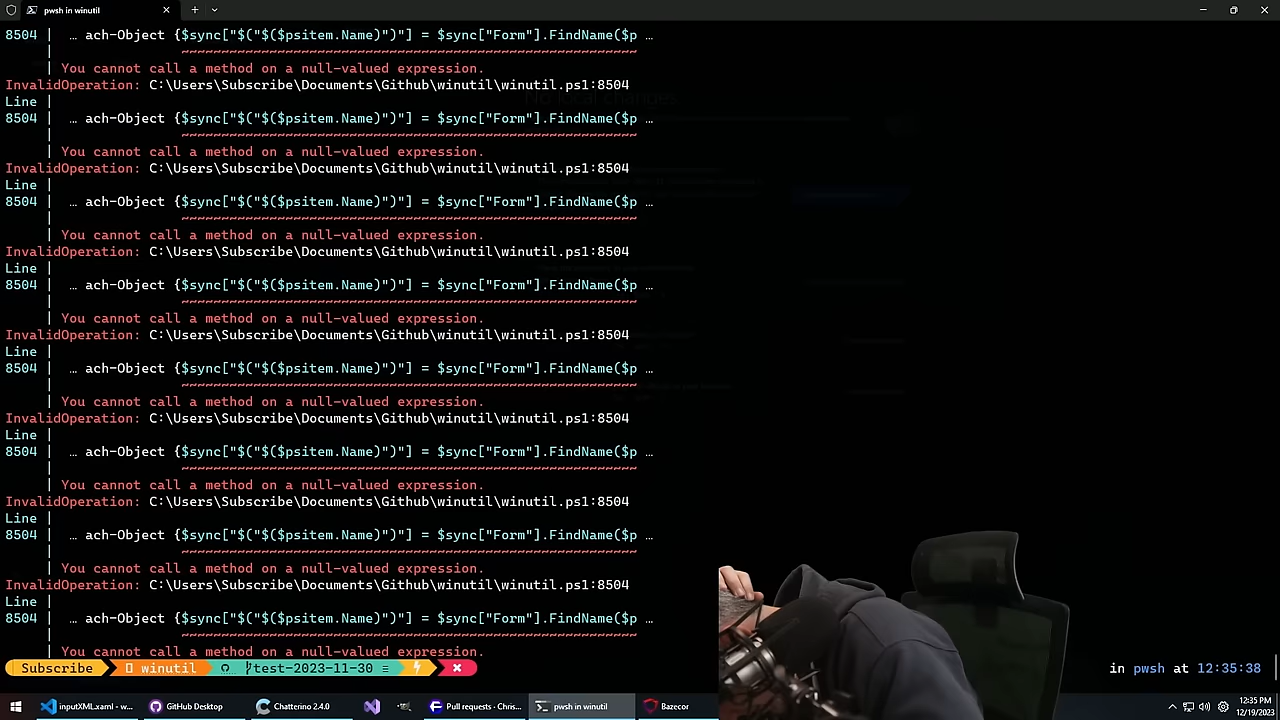 pwsh in winutil
8504 | … ach-Object {$sync["$("$($psitem.Name)")"] = $sync["Form"].FindName($p …
| ~~~~~~~~~~~~~~~~~~~~~~~~~~~~~~~~~~~~~~~~~~~~~~~~~~~~~~~~~
| You cannot call a method on a null-valued expression.
InvalidOperation: C:\Users\Subscribe\Documents\Github\winutil\winutil.ps1:8504
Line |
8504 | … ach-Object {$sync["$("$($psitem.Name)")"] = $sync["Form"].FindName($p …
| ~~~~~~~~~~~~~~~~~~~~~~~~~~~~~~~~~~~~~~~~~~~~~~~~~~~~~~~~~
| You cannot call a method on a null-valued expression.
InvalidOperation: C:\Users\Subscribe\Documents\Github\winutil\winutil.ps1:8504
Line |
8504 | … ach-Object {$sync["$("$($psitem.Name)")"] = $sync["Form"].FindName($p …
| ~~~~~~~~~~~~~~~~~~~~~~~~~~~~~~~~~~~~~~~~~~~~~~~~~~~~~~~~~
| You cannot call a method on a null-valued expression.
InvalidOperation: C:\Users\Subscribe\Documents\Github\winutil\winutil.ps1:8504
Line |
8504 | … ach-Object {$sync["$("$($psitem.Name)")"] = $sync["Form"].FindName($p …
| ~~~~~~~~~~~~~~~~~~~~~~~~~~~~~~~~~~~~~~~~~~~~~~~~~~~~~~~~~
| You cannot call a method on a null-valued expression.
InvalidOperation: C:\Users\Subscribe\Documents\Github\winutil\winutil.ps1:8504
Line |
8504 | … ach-Object {$sync["$("$($psitem.Name)")"] = $sync["Form"].FindName($p …
| ~~~~~~~~~~~~~~~~~~~~~~~~~~~~~~~~~~~~~~~~~~~~~~~~~~~~~~~~~
| You cannot call a method on a null-valued expression.
InvalidOperation: C:\Users\Subscribe\Documents\Github\winutil\winutil.ps1:8504
Line |
8504 | … ach-Object {$sync["$("$($psitem.Name)")"] = $sync["Form"].FindName($p …
| ~~~~~~~~~~~~~~~~~~~~~~~~~~~~~~~~~~~~~~~~~~~~~~~~~~~~~~~~~
| You cannot call a method on a null-valued expression.
InvalidOperation: C:\Users\Subscribe\Documents\Github\winutil\winutil.ps1:8504
Line |
8504 | … ach-Object {$sync["$("$($psitem.Name)")"] = $sync["Form"].FindName($p …
| ~~~~~~~~~~~~~~~~~~~~~~~~~~~~~~~~~~~~~~~~~~~~~~~~~~~~~~~~~
| You cannot call a method on a null-valued expression.
InvalidOperation: C:\Users\Subscribe\Documents\Github\winutil\winutil.ps1:8504
Line |
8504 | … ach-Object {$sync["$("$($psitem.Name)")"] = $sync["Form"].FindName($p …
| ~~~~~~~~~~~~~~~~~~~~~~~~~~~~~~~~~~~~~~~~~~~~~~~~~~~~~~~~~
| You cannot call a method on a null-valued expression.
Subscribe winutil test-2023-11-30 ≡ in pwsh at 12:35:38
inputXML.xaml - w... GitHub Desktop Chatterino 2.4.0 Pull requests - Chris... pwsh in winutil Bazecor 12:35 PM
12/19/2023